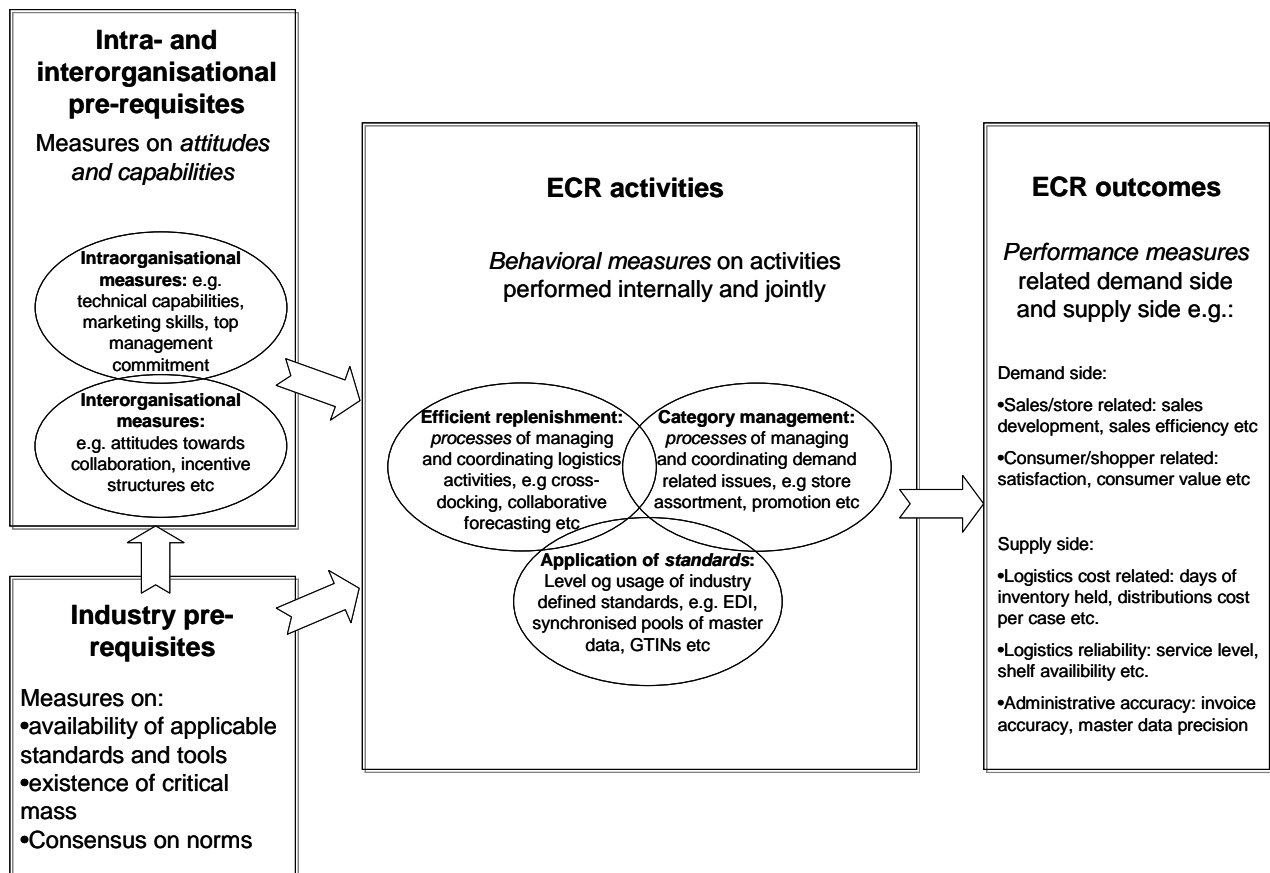 Intra- and
interorganisational
pre-requisites
Measures on attitudes
and capabilities
Intraorganisational
measures: e.g.
technical capabilities,
marketing skills, top
management
commitment
Interorganisational
measures:
e.g. attitudes towards
collaboration, incentive
structures etc
Industry pre-
requisites
Measures on:
•availability of applicable
standards and tools
•existence of critical
mass
•Consensus on norms
ECR activities
Behavioral measures on activities
performed internally and jointly
Efficient replenishment:
processes of managing
and coordinating logistics
activities, e.g cross-
docking, collaborative
forecasting etc
Category management:
processes of managing
and coordinating demand
related issues, e.g store
assortment, promotion etc
Application of standards:
Level og usage of industry
defined standards, e.g. EDI,
synchronised pools of master
data, GTINs etc
ECR outcomes
Performance measures
related demand side
and supply side e.g.:
Demand side:
•Sales/store related: sales
development, sales efficiency etc
•Consumer/shopper related:
satisfaction, consumer value etc
Supply side:
•Logistics cost related: days of
inventory held, distributions cost
per case etc.
•Logistics reliability: service level,
shelf availibility etc.
•Administrative accuracy: invoice
accuracy, master data precision